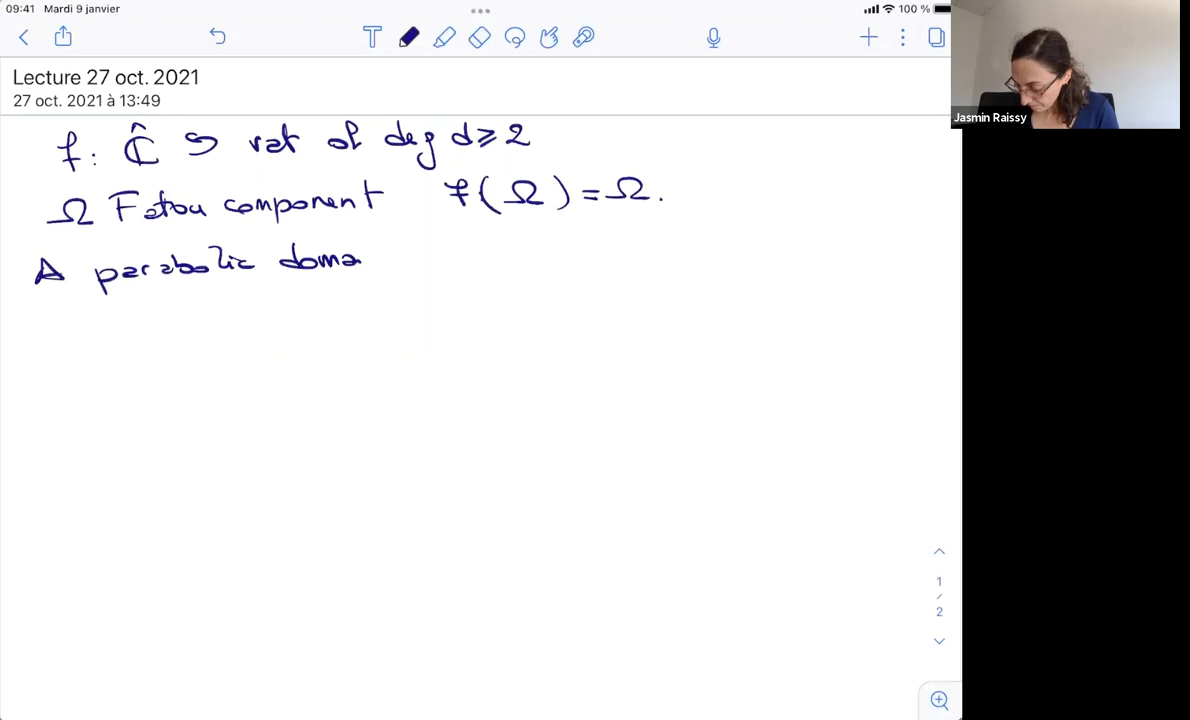 09:41 Mardi 9 janvier
100 %
Lecture 27 oct. 2021
27 oct. 2021 à 13:49
Jasmin Raissy
f: Ĉ ↺ rat of deg d ≥ 2
Ω Fatou component f(Ω) = Ω.
A parabolic doma
1
/
2